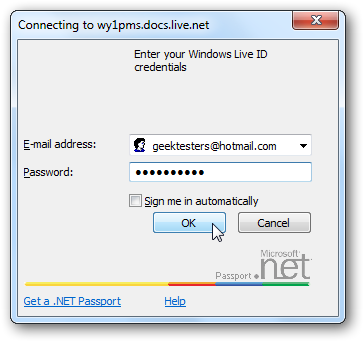 Connecting to wy1pms.docs.live.net
Enter your Windows Live ID
credentials
E-mail address:
geektesters@hotmail.com
Password:
••••••••••
Sign me in automatically
OK
Cancel
Microsoft
Passport .net
Get a .NET Passport
Help